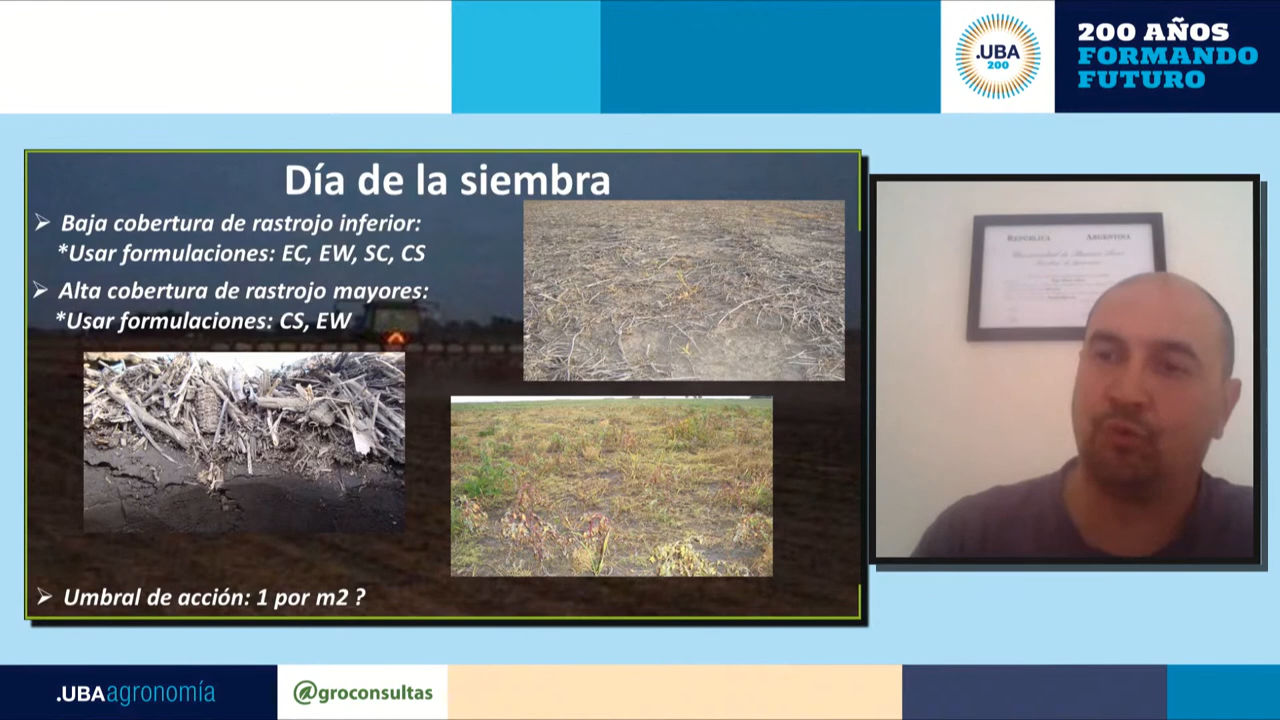 .UBA
200
200 AÑOS
FORMANDO
FUTURO
Día de la siembra
Baja cobertura de rastrojo inferior:
*Usar formulaciones: EC, EW, SC, CS
Alta cobertura de rastrojo mayores:
*Usar formulaciones: CS, EW
Umbral de acción: 1 por m2 ?
REPÚBLICA ARGENTINA
.UBAagronomía
@groconsultas